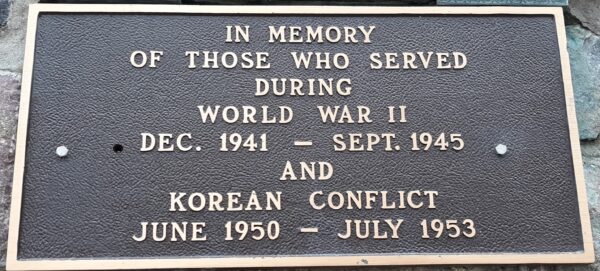 IN MEMORY
OF THOSE WHO SERVED
DURING
WORLD WAR II
DEC. 1941 — SEPT. 1945
AND
KOREAN CONFLICT
JUNE 1950 — JULY 1953